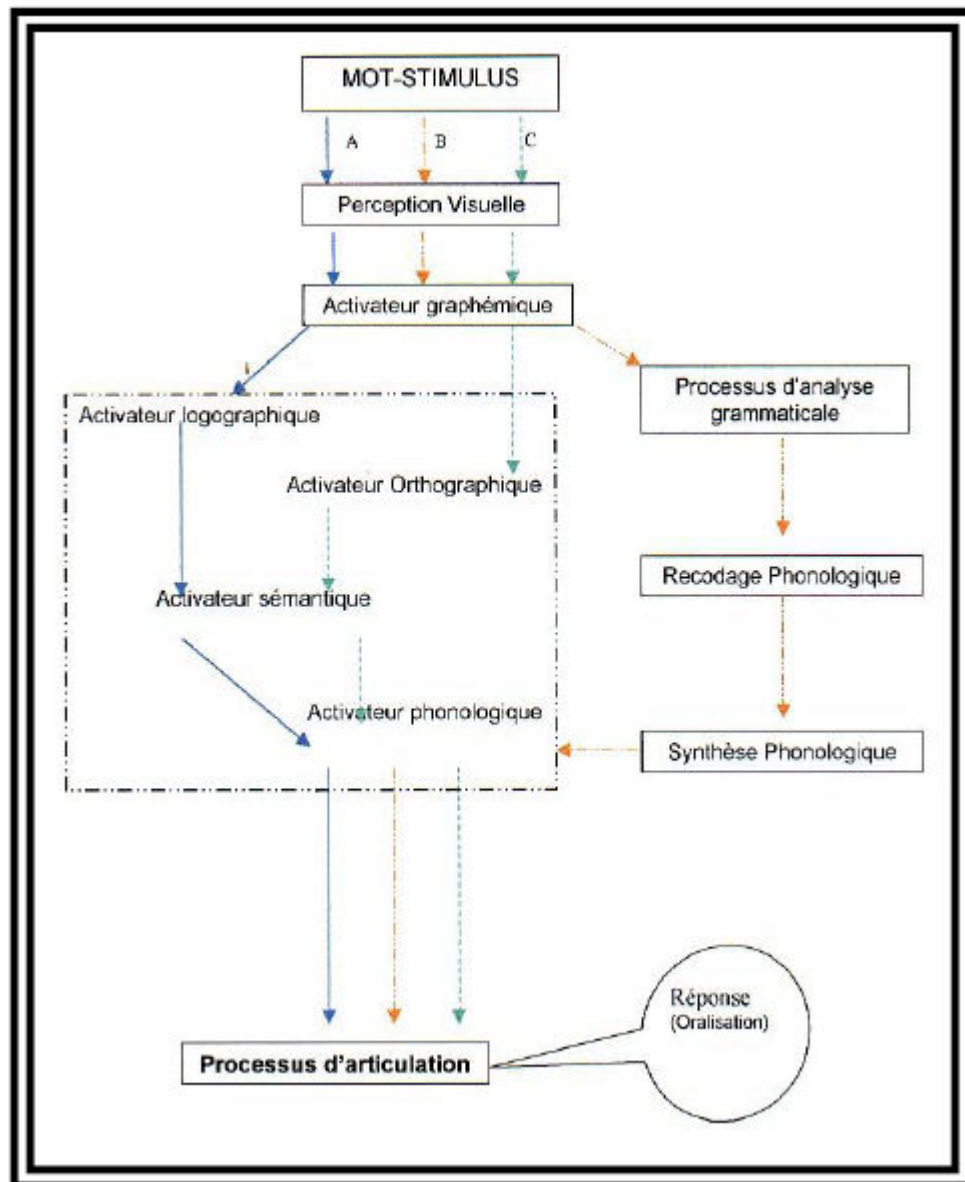 MOT-STIMULUS
A B C
Perception Visuelle
Activateur graphémique
Processus d'analyse
grammaticale
Activateur logographique
Activateur Orthographique
Recodage Phonologique
Activateur sémantique
Activateur phonologique
Synthèse Phonologique
Réponse
(Oralisation)
Processus d'articulation